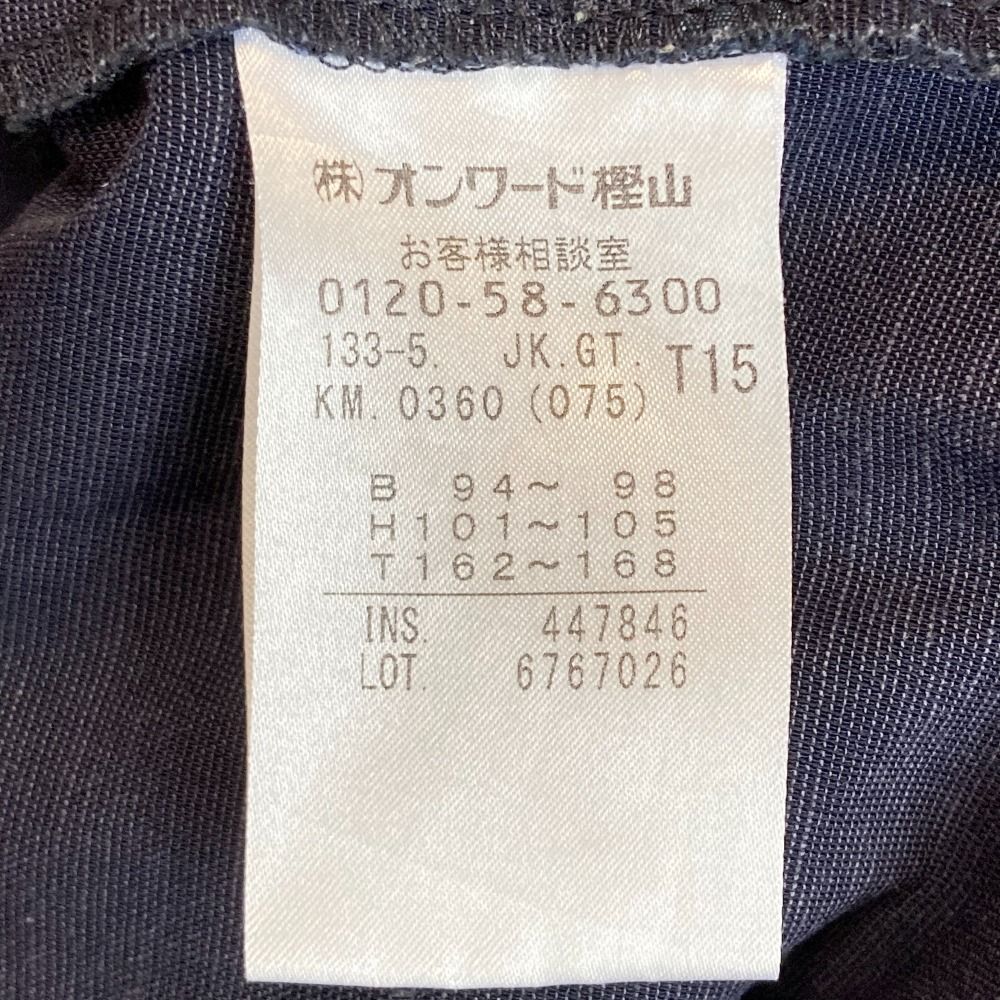 ㈱オンワード樫山
お客様相談室
0120-58-6300
133-5. JK.GT. T15
KM. 0360 (075)
B 94～ 98
H101～105
T162～168
INS. 447846
LOT. 6767026